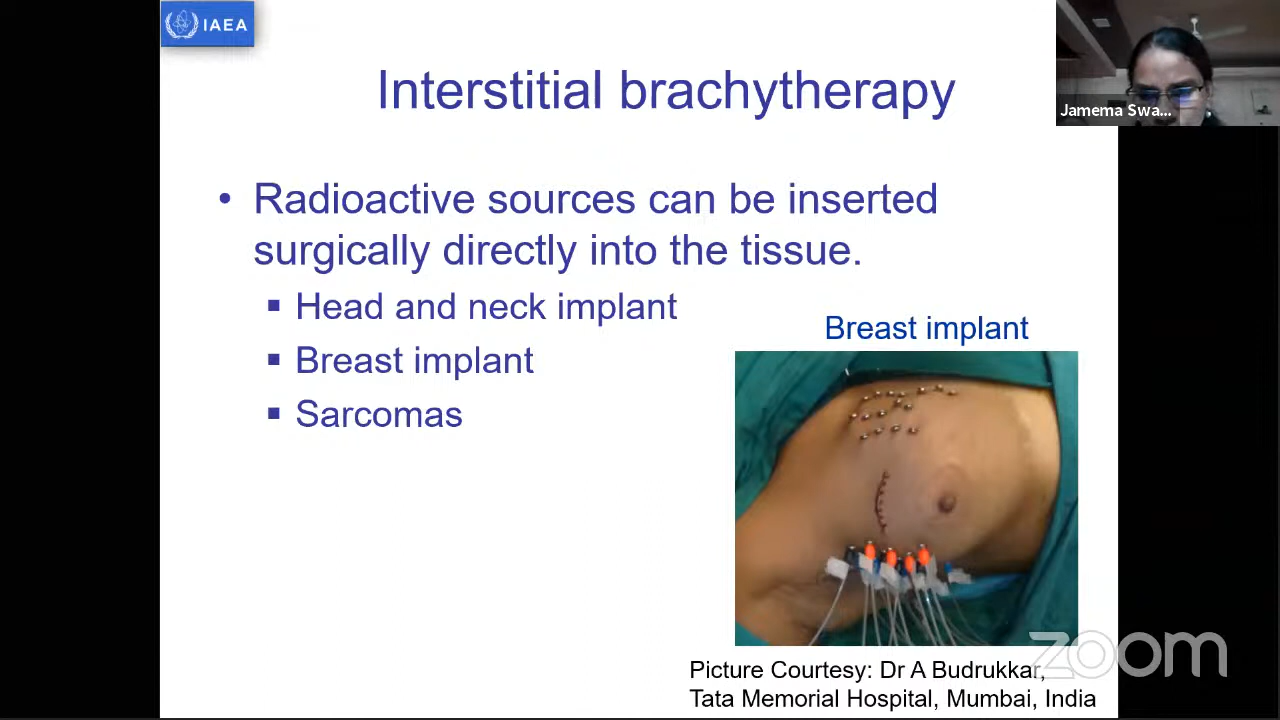 IAEA
Interstitial brachytherapy
Jamema Swa...
• Radioactive sources can be inserted
surgically directly into the tissue.
▪ Head and neck implant
▪ Breast implant
▪ Sarcomas
Breast implant
zoom
Picture Courtesy: Dr A Budrukkar,
Tata Memorial Hospital, Mumbai, India